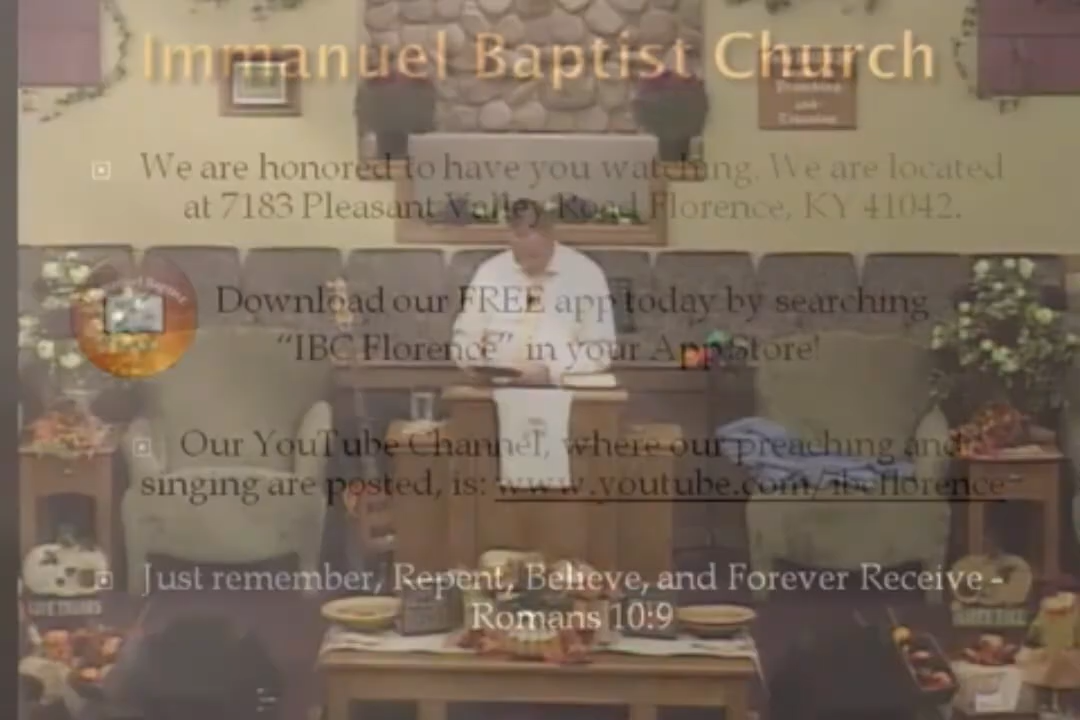 Immanuel Baptist Church
We are honored to have you watching. We are located
at 7183 Pleasant Valley Road Florence, KY 41042.
Download our FREE app today by searching
“IBC Florence” in your App Store!
Our YouTube Channel, where our preaching and
singing are posted, is: www.youtube.com/ibcflorence
Just remember, Repent, Believe, and Forever Receive -
Romans 10:9